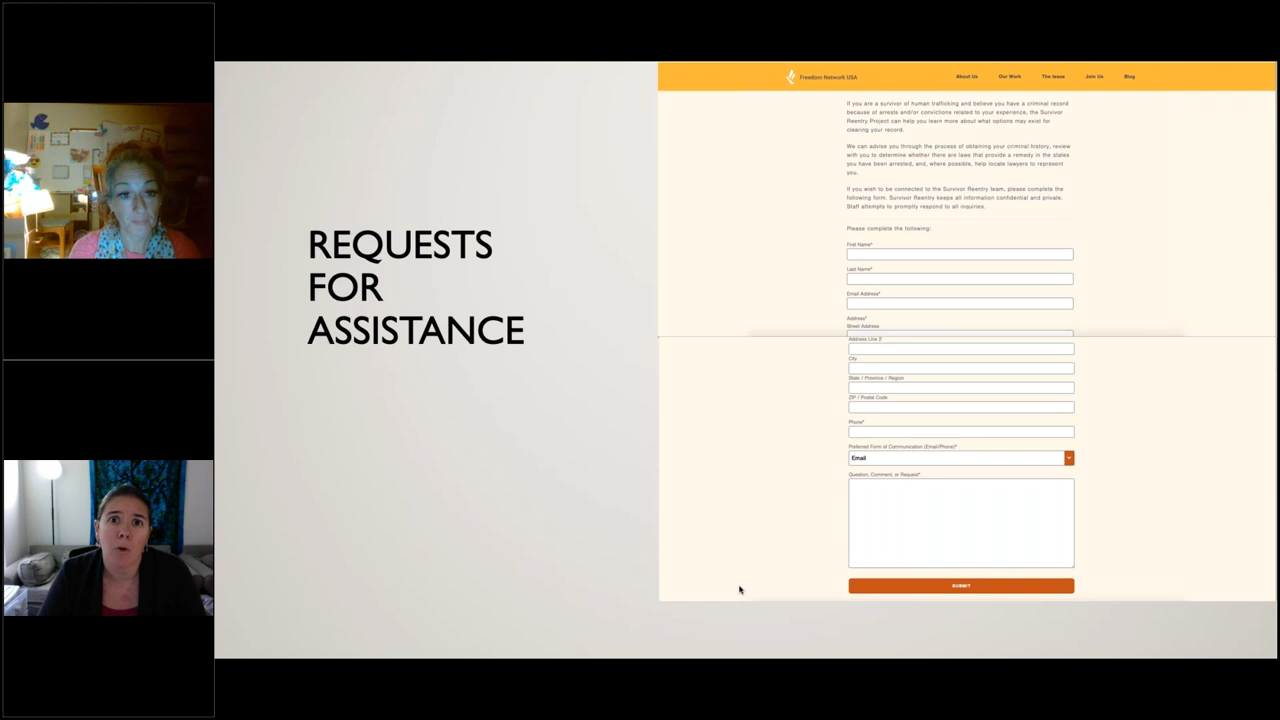 REQUESTS
FOR
ASSISTANCE
Freedom Network USA
About Us Our Work The Issue Join Us Blog
If you are a survivor of human trafficking and believe you have a criminal record
because of arrests and/or convictions related to your experience, the Survivor
Reentry Project can help you learn more about what options may exist for
clearing your record.
We can advise you through the process of obtaining your criminal history, review
with you to determine whether there are laws that provide a remedy in the states
you have been arrested, and, where possible, help locate lawyers to represent
you.
If you wish to be connected to the Survivor Reentry team, please complete the
following form. Survivor Reentry keeps all information confidential and private.
Staff attempts to promptly respond to all inquiries.
Please complete the following:
First Name*
Last Name*
Email Address*
Address*
Street Address
Address Line 2
City
State / Province / Region
ZIP / Postal Code
Phone*
Preferred Form of Communication (Email/Phone)*
Email
Question, Comment, or Request*
SUBMIT